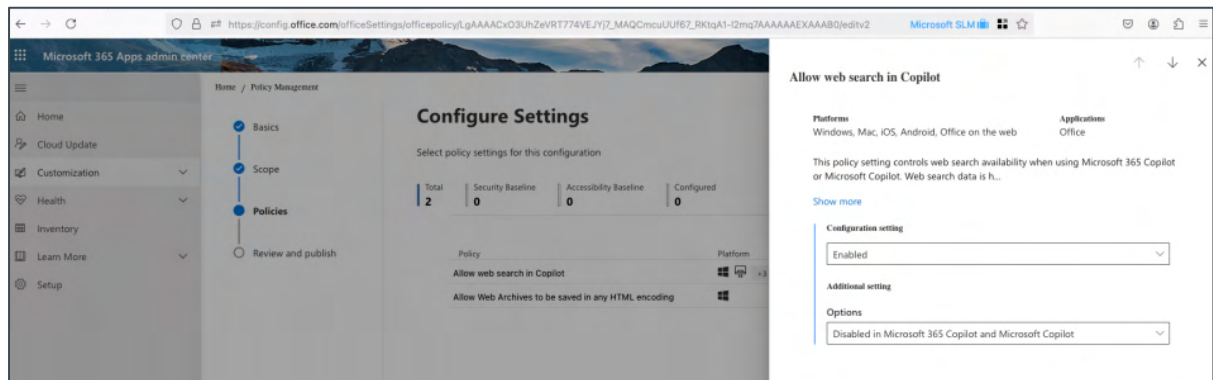 https://config.office.com/officeSettings/officepolicy/LgAAAACxO3UhZeVRT774VEJYj7_MAQCmcuUUf67_RKtqA1-I2mq7AAAAAAEXAAAB0/editv2
Microsoft SLM
Microsoft 365 Apps admin center
Home / Policy Management
Home
Cloud Update
Customization
Health
Inventory
Learn More
Setup
Basics
Scope
Policies
Review and publish
Configure Settings
Select policy settings for this configuration
Total Security Baseline Accessibility Baseline Configured
2 0 0 0
Policy Platform
Allow web search in Copilot +3
Allow Web Archives to be saved in any HTML encoding
Allow web search in Copilot
Platforms Applications
Windows, Mac, iOS, Android, Office on the web Office
This policy setting controls web search availability when using Microsoft 365 Copilot
or Microsoft Copilot. Web search data is h...
Show more
Configuration setting
Enabled
Additional setting
Options
Disabled in Microsoft 365 Copilot and Microsoft Copilot